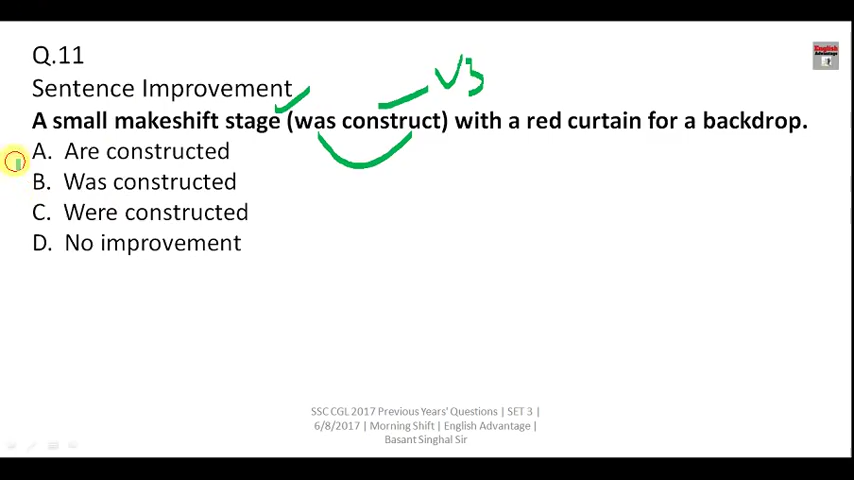 Q.11
English
Advantage
Sentence Improvement
V3
A small makeshift stage (was construct) with a red curtain for a backdrop.
A. Are constructed
B. Was constructed
C. Were constructed
D. No improvement
SSC CGL 2017 Previous Years' Questions | SET 3 |
6/8/2017 | Morning Shift | English Advantage |
Basant Singhal Sir